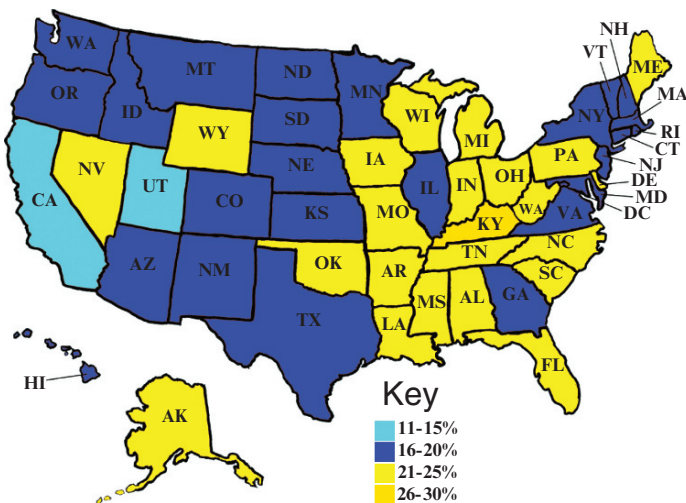 NH
VT
WA
MT
ND
MN
ME
OR
ID
SD
WI
NY
MA
WY
MI
RI
CT
NE
IA
PA
NJ
NV
OH
DE
CA
UT
IL
IN
WA
MD
CO
VA
DC
KS
MO
KY
NC
TN
AZ
NM
OK
AR
SC
MS
AL
GA
TX
LA
HI
FL
AK
Key
11-15%
16-20%
21-25%
26-30%